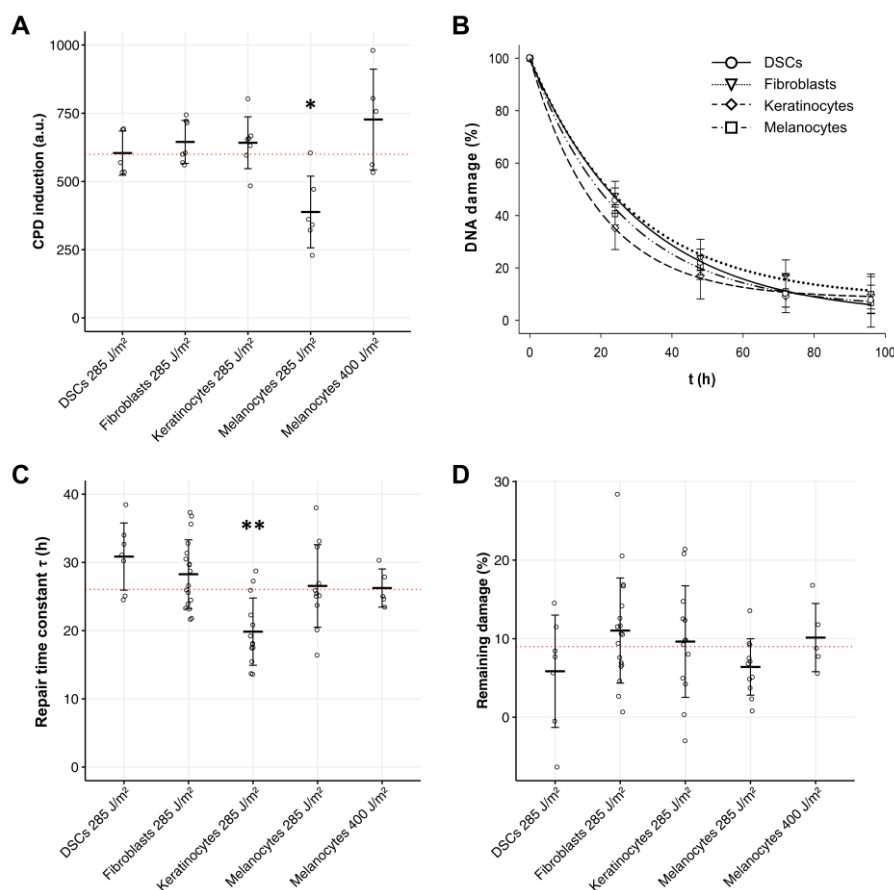 A
CPD induction (a.u.)
1000
750
500
250
0
*
DSCs 285 J/m²
Fibroblasts 285 J/m²
Keratinocytes 285 J/m²
Melanocytes 285 J/m²
Melanocytes 400 J/m²
B
DNA damage (%)
100
80
60
40
20
0
DSCs
Fibroblasts
Keratinocytes
Melanocytes
0 20 40 60 80 100
t (h)
C
Repair time constant τ (h)
40
30
20
10
0
**
DSCs 285 J/m²
Fibroblasts 285 J/m²
Keratinocytes 285 J/m²
Melanocytes 285 J/m²
Melanocytes 400 J/m²
D
Remaining damage (%)
30
20
10
0
DSCs 285 J/m²
Fibroblasts 285 J/m²
Keratinocytes 285 J/m²
Melanocytes 285 J/m²
Melanocytes 400 J/m²